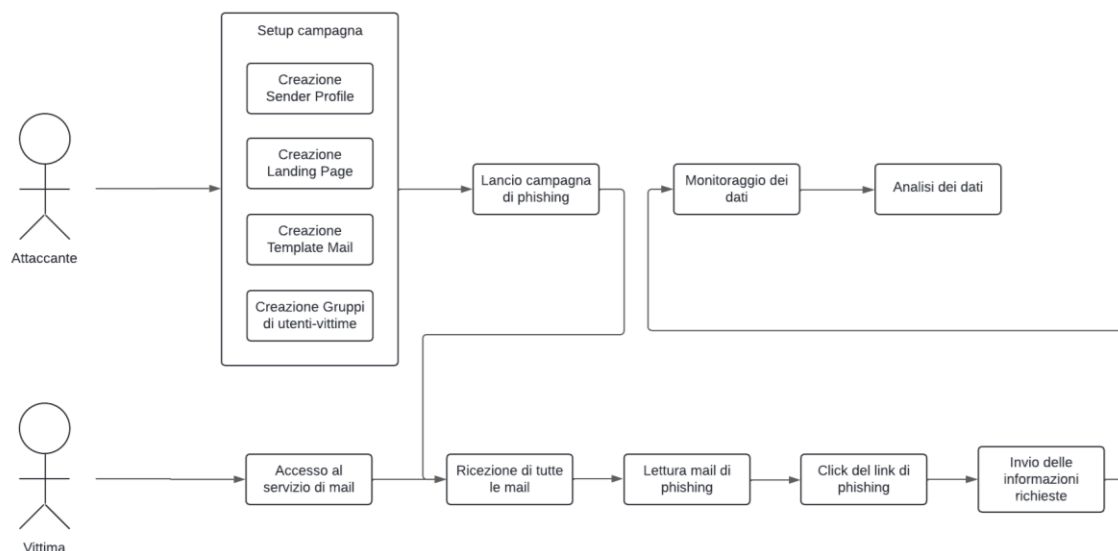 Setup campagna
Creazione
Sender Profile
Creazione
Landing Page
Creazione
Template Mail
Creazione Gruppi
di utenti-vittime
Attaccante
Lancio campagna
di phishing
Monitoraggio dei
dati
Analisi dei dati
Accesso al
servizio di mail
Ricezione di tutte
le mail
Lettura mail di
phishing
Click del link di
phishing
Invio delle
informazioni
richieste
Vittima